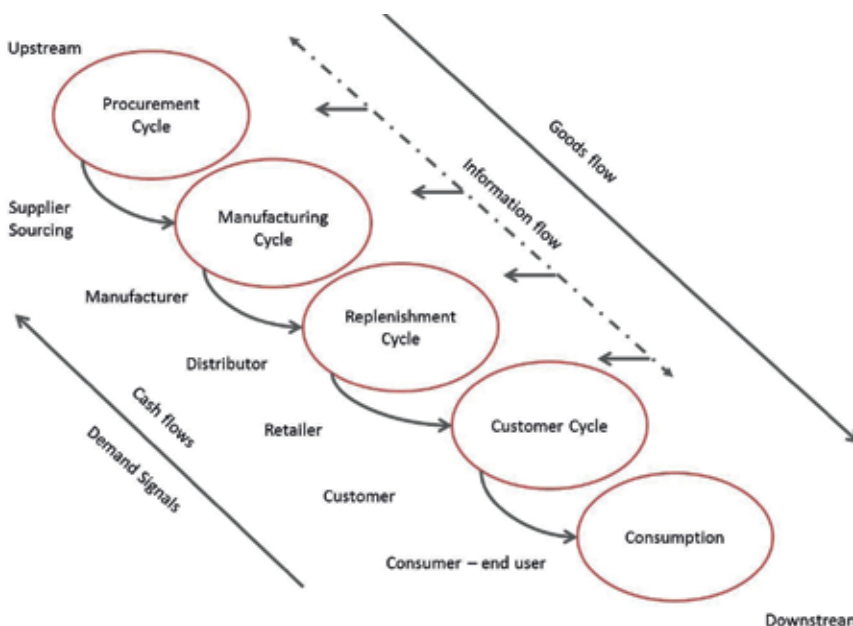 Upstream
Procurement
Cycle
Goods flow
Information flow
Supplier
Sourcing
Manufacturing
Cycle
Manufacturer
Replenishment
Cycle
Distributor
Cash flows
Demand Signals
Retailer
Customer Cycle
Customer
Consumption
Consumer – end user
Downstream